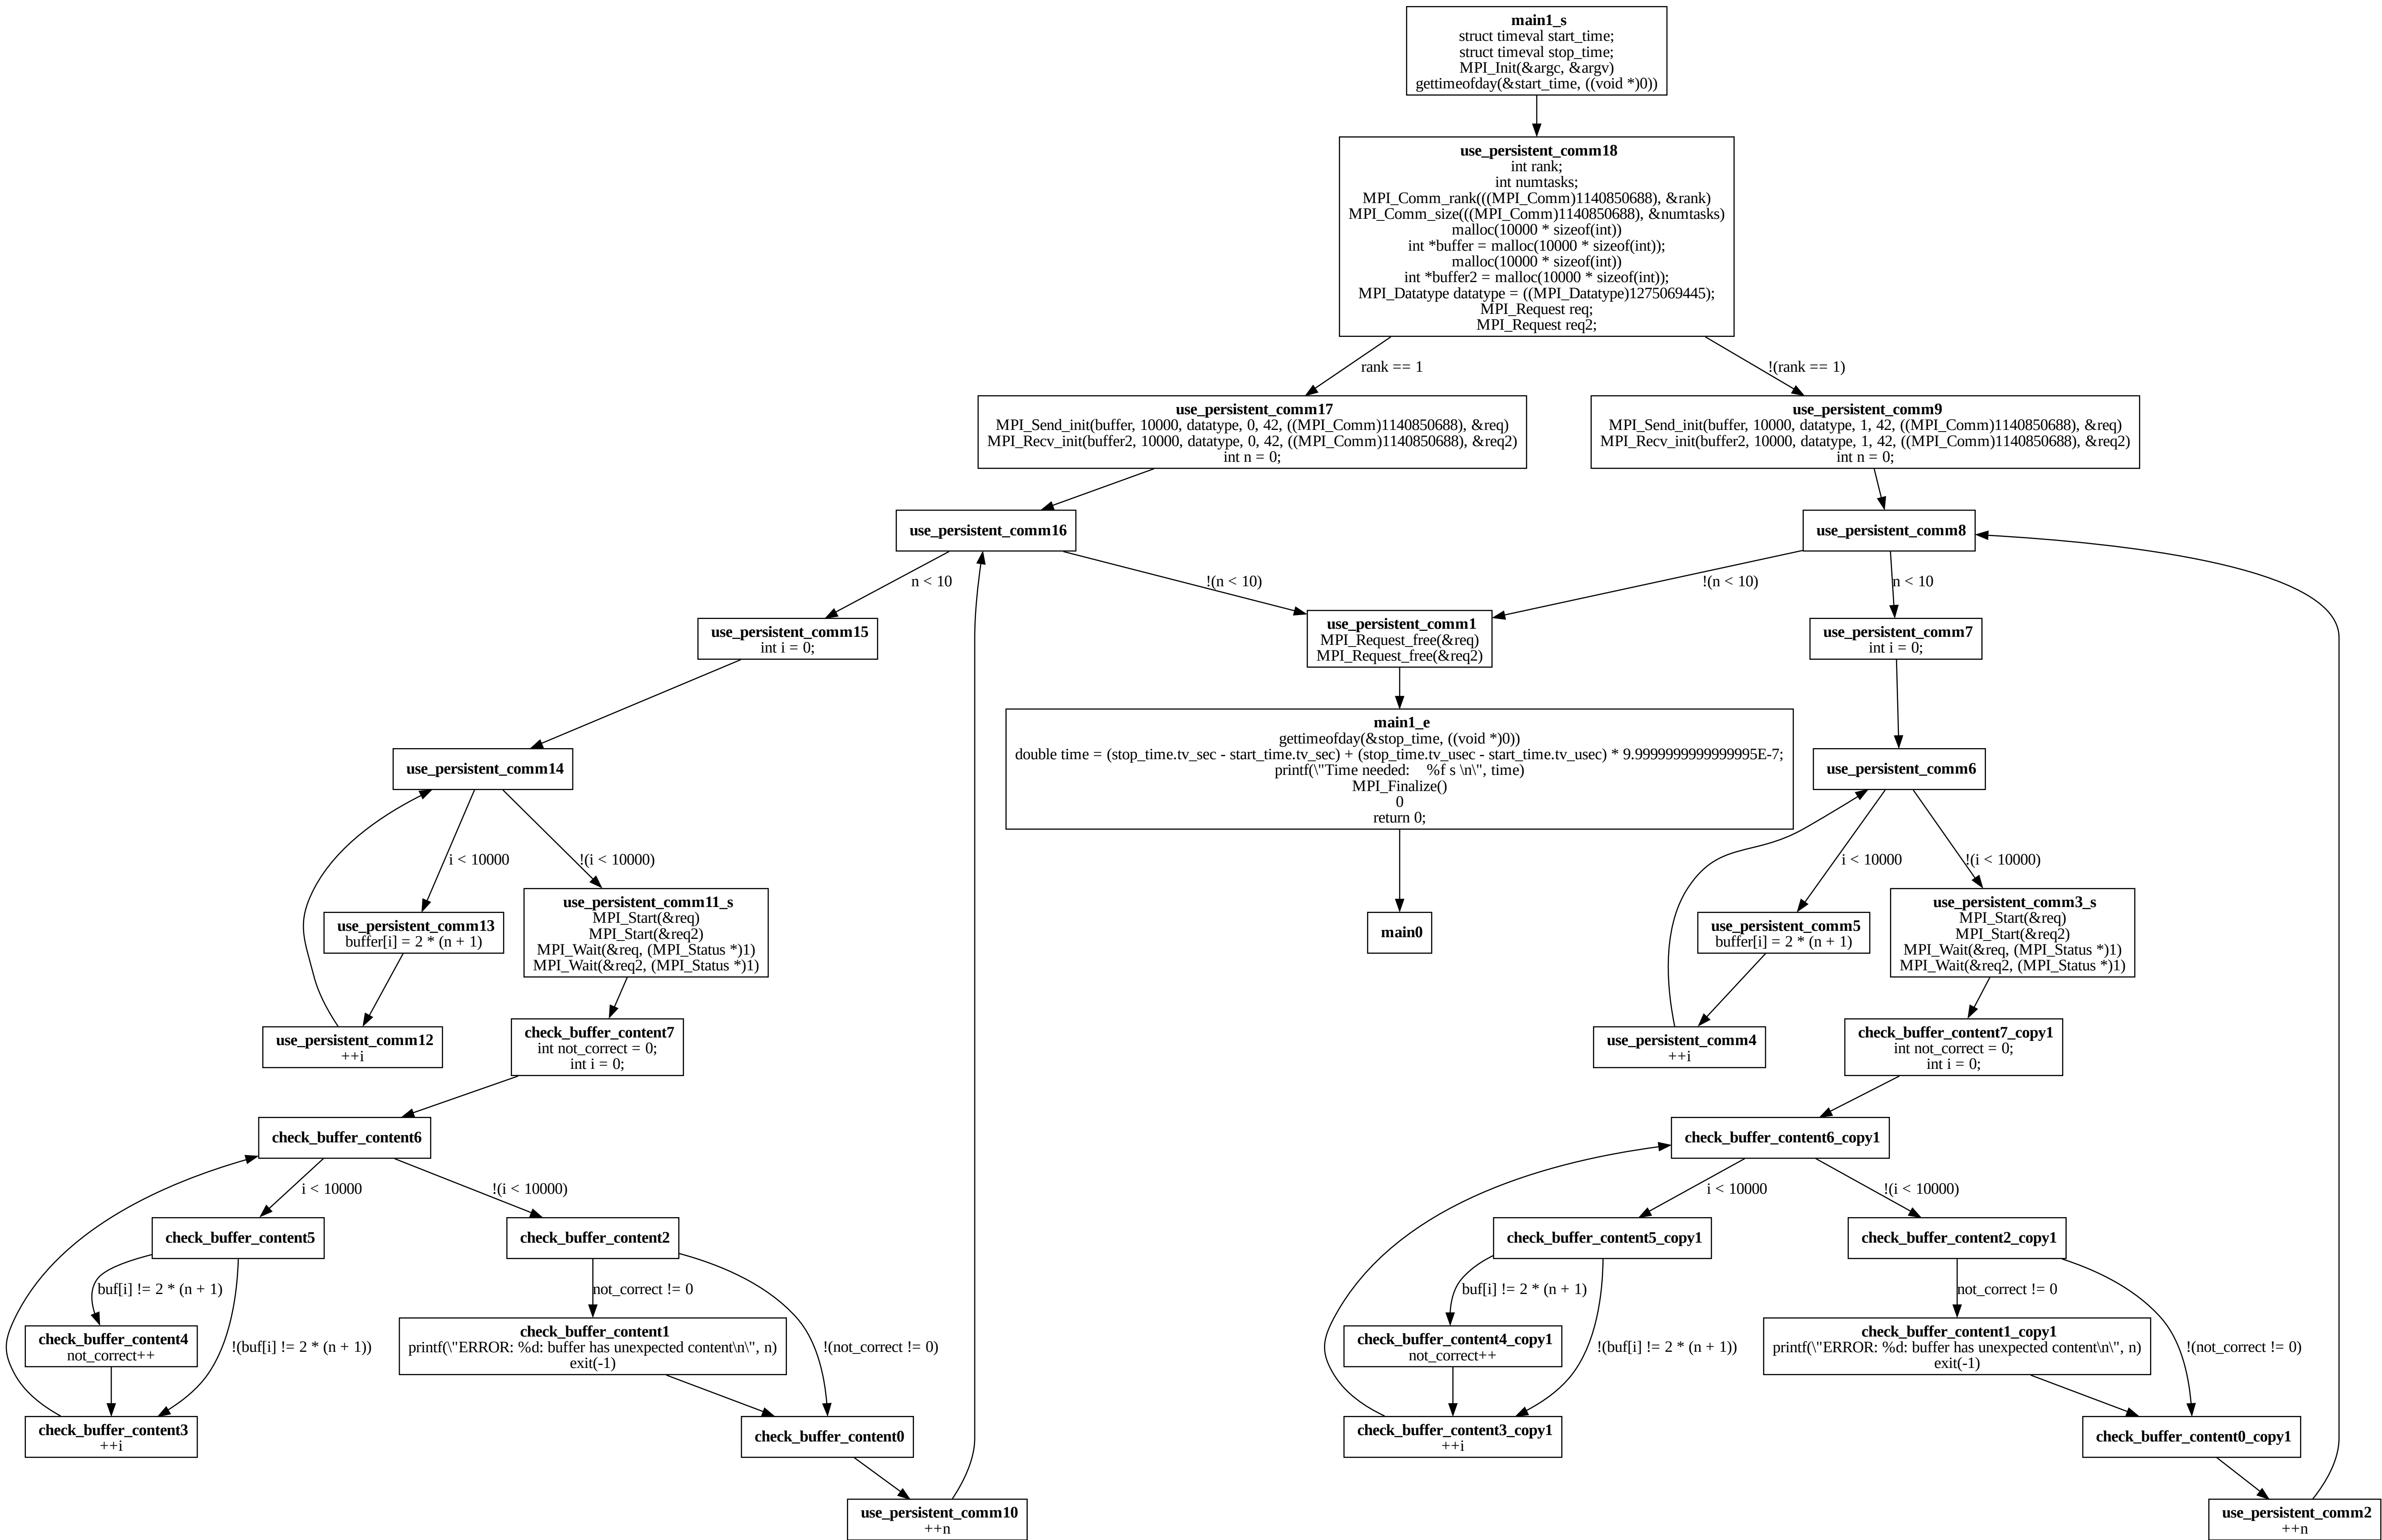 main1_s
struct timeval start_time;
struct timeval stop_time;
MPI_Init(&argc, &argv)
gettimeofday(&start_time, ((void *)0))
use_persistent_comm18
int rank;
int numtasks;
MPI_Comm_rank(((MPI_Comm)1140850688), &rank)
MPI_Comm_size(((MPI_Comm)1140850688), &numtasks)
malloc(10000 * sizeof(int))
int *buffer = malloc(10000 * sizeof(int));
malloc(10000 * sizeof(int))
int *buffer2 = malloc(10000 * sizeof(int));
MPI_Datatype datatype = ((MPI_Datatype)1275069445);
MPI_Request req;
MPI_Request req2;
rank == 1
!(rank == 1)
use_persistent_comm17
MPI_Send_init(buffer, 10000, datatype, 0, 42, ((MPI_Comm)1140850688), &req)
MPI_Recv_init(buffer2, 10000, datatype, 0, 42, ((MPI_Comm)1140850688), &req2)
int n = 0;
use_persistent_comm9
MPI_Send_init(buffer, 10000, datatype, 1, 42, ((MPI_Comm)1140850688), &req)
MPI_Recv_init(buffer2, 10000, datatype, 1, 42, ((MPI_Comm)1140850688), &req2)
int n = 0;
use_persistent_comm16
use_persistent_comm8
n < 10
!(n < 10)
!(n < 10)
n < 10
use_persistent_comm15
int i = 0;
use_persistent_comm1
MPI_Request_free(&req)
MPI_Request_free(&req2)
use_persistent_comm7
int i = 0;
use_persistent_comm14
main1_e
gettimeofday(&stop_time, ((void *)0))
double time = (stop_time.tv_sec - start_time.tv_sec) + (stop_time.tv_usec - start_time.tv_usec) * 9.9999999999999995E-7;
printf(\"Time needed:    %f s \n\", time)
MPI_Finalize()
0
return 0;
use_persistent_comm6
i < 10000
!(i < 10000)
i < 10000
!(i < 10000)
use_persistent_comm13
buffer[i] = 2 * (n + 1)
use_persistent_comm11_s
MPI_Start(&req)
MPI_Start(&req2)
MPI_Wait(&req, (MPI_Status *)1)
MPI_Wait(&req2, (MPI_Status *)1)
main0
use_persistent_comm5
buffer[i] = 2 * (n + 1)
use_persistent_comm3_s
MPI_Start(&req)
MPI_Start(&req2)
MPI_Wait(&req, (MPI_Status *)1)
MPI_Wait(&req2, (MPI_Status *)1)
use_persistent_comm12
++i
check_buffer_content7
int not_correct = 0;
int i = 0;
use_persistent_comm4
++i
check_buffer_content7_copy1
int not_correct = 0;
int i = 0;
check_buffer_content6
check_buffer_content6_copy1
i < 10000
!(i < 10000)
i < 10000
!(i < 10000)
check_buffer_content5
check_buffer_content2
check_buffer_content5_copy1
check_buffer_content2_copy1
buf[i] != 2 * (n + 1)
not_correct != 0
buf[i] != 2 * (n + 1)
not_correct != 0
check_buffer_content4
not_correct++
!(buf[i] != 2 * (n + 1))
check_buffer_content1
printf(\"ERROR: %d: buffer has unexpected content\n\", n)
exit(-1)
!(not_correct != 0)
check_buffer_content4_copy1
not_correct++
!(buf[i] != 2 * (n + 1))
check_buffer_content1_copy1
printf(\"ERROR: %d: buffer has unexpected content\n\", n)
exit(-1)
!(not_correct != 0)
check_buffer_content3
++i
check_buffer_content0
check_buffer_content3_copy1
++i
check_buffer_content0_copy1
use_persistent_comm10
++n
use_persistent_comm2
++n